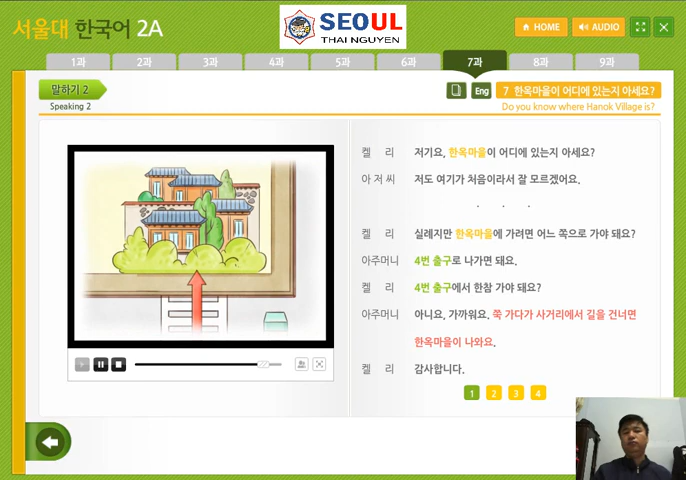 서울대 한국어 2A
SEOUL
THAI NGUYEN
HOME
AUDIO
1과
2과
3과
4과
5과
6과
7과
8과
9과
말하기 2
Speaking 2
Eng
7 한옥마을이 어디에 있는지 아세요?
Do you know where Hanok Village is?
켈 리 저기요, 한옥마을이 어디에 있는지 아세요?
아저씨 저도 여기가 처음이라서 잘 모르겠어요.
. . .
켈 리 실례지만 한옥마을에 가려면 어느 쪽으로 가야 돼요?
아주머니 4번 출구로 나가면 돼요.
켈 리 4번 출구에서 한참 가야 돼요?
아주머니 아니요, 가까워요. 쭉 가다가 사거리에서 길을 건너면
한옥마을이 나와요.
켈 리 감사합니다.
1 2 3 4